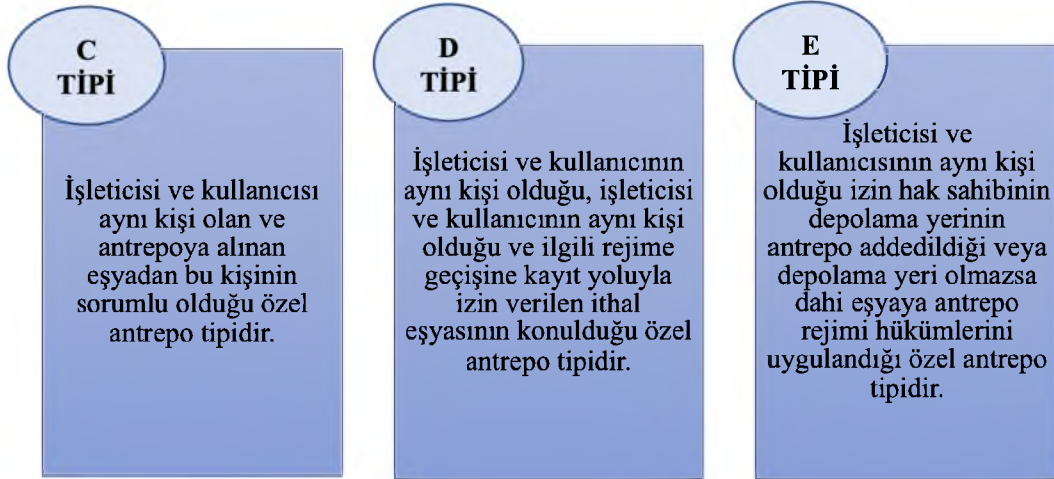 C
TİPİ
İşleticisi ve kullanıcısı
aynı kişi olan ve
antrepoya alınan
eşyadan bu kişinin
sorumlu olduğu özel
antrepo tipidir.
D
TİPİ
İşleticisi ve kullanıcının
aynı kişi olduğu, işleticisi
ve kullanıcının aynı kişi
olduğu ve ilgili rejime
geçişine kayıt yoluyla
izin verilen ithal
eşyasının konulduğu özel
antrepo tipidir.
E
TİPİ
İşleticisi ve
kullanıcısının aynı kişi
olduğu izin hak sahibinin
depolama yerinin
antrepo addedildiği veya
depolama yeri olmazsa
dahi eşyaya antrepo
rejimi hükümlerini
uygulandığı özel antrepo
tipidir.